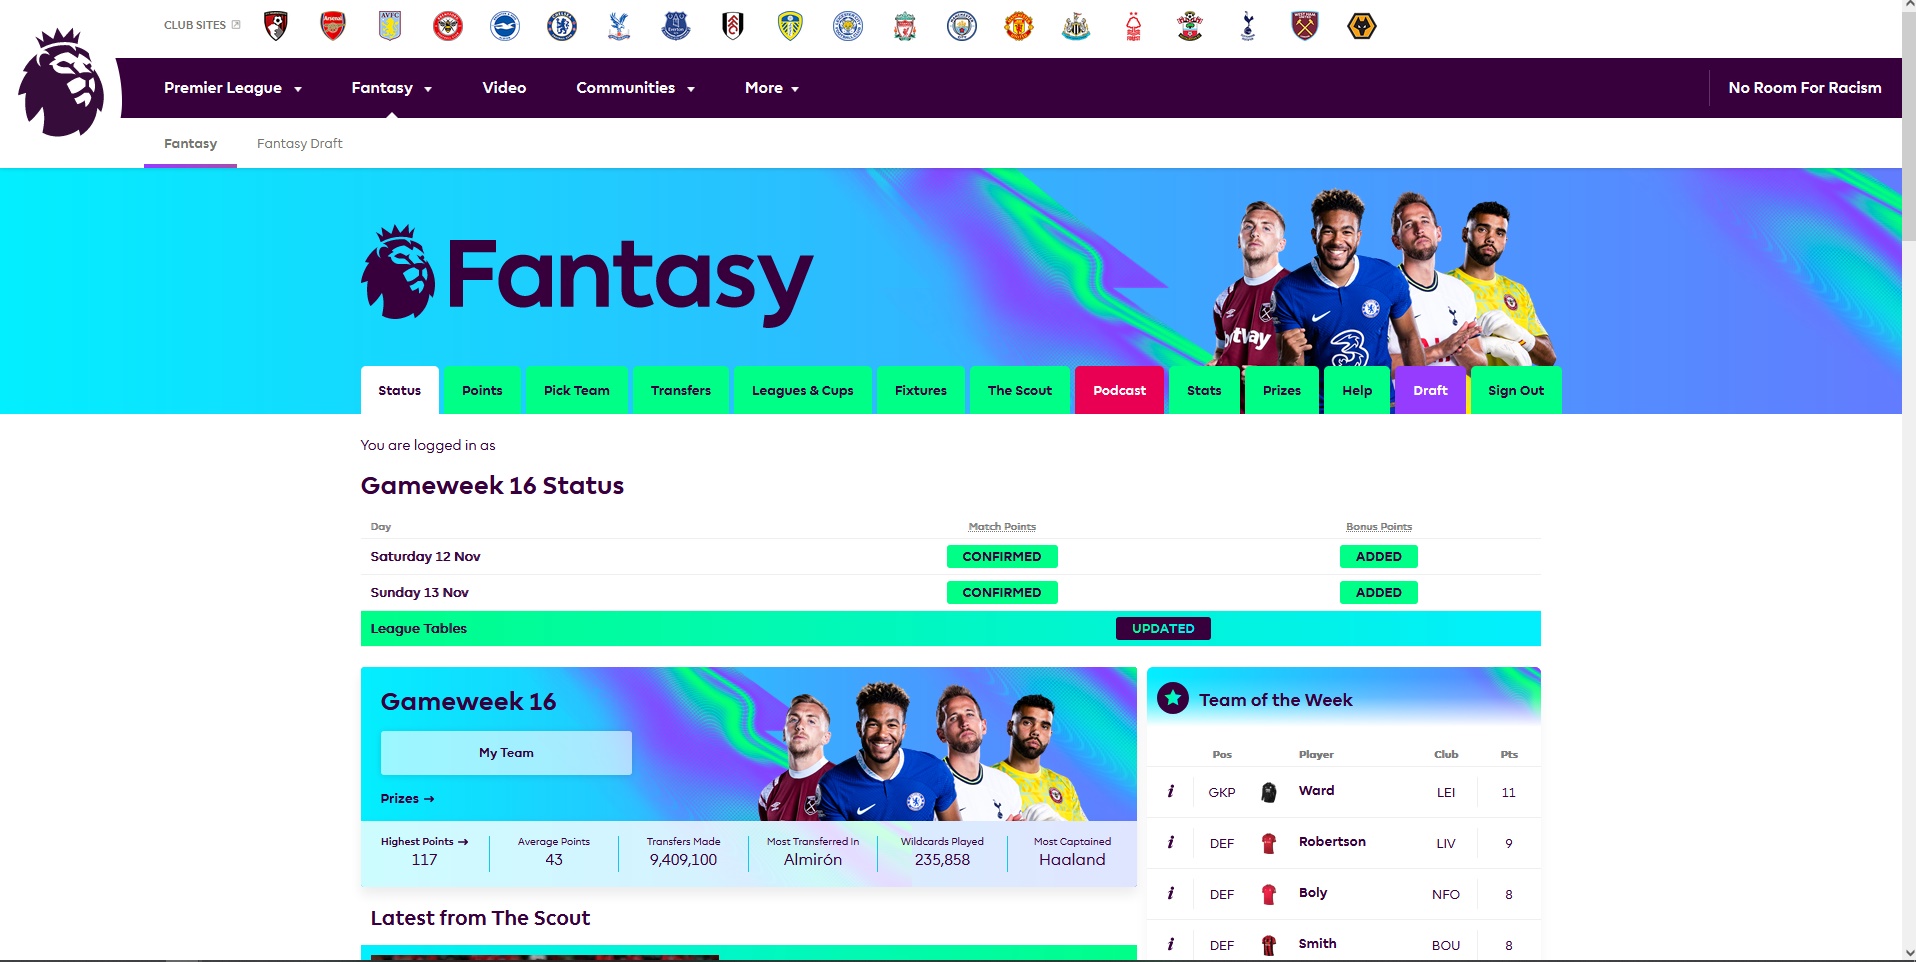 CLUB SITES
Premier League
Fantasy
Video
Communities
More
No Room For Racism
Fantasy
Fantasy Draft
Fantasy
Status
Points
Pick Team
Transfers
Leagues & Cups
Fixtures
The Scout
Podcast
Stats
Prizes
Help
Draft
Sign Out
You are logged in as
Gameweek 16 Status
Day Match Points Bonus Points
Saturday 12 Nov CONFIRMED ADDED
Sunday 13 Nov CONFIRMED ADDED
League Tables UPDATED
Gameweek 16
My Team
Prizes →
Highest Points → Average Points Transfers Made Most Transferred In Wildcards Played Most Captained
117 43 9,409,100 Almirón 235,858 Haaland
Latest from The Scout
Team of the Week
Pos Player Club Pts
i GKP Ward LEI 11
i DEF Robertson LIV 9
i DEF Boly NFO 8
i DEF Smith BOU 8